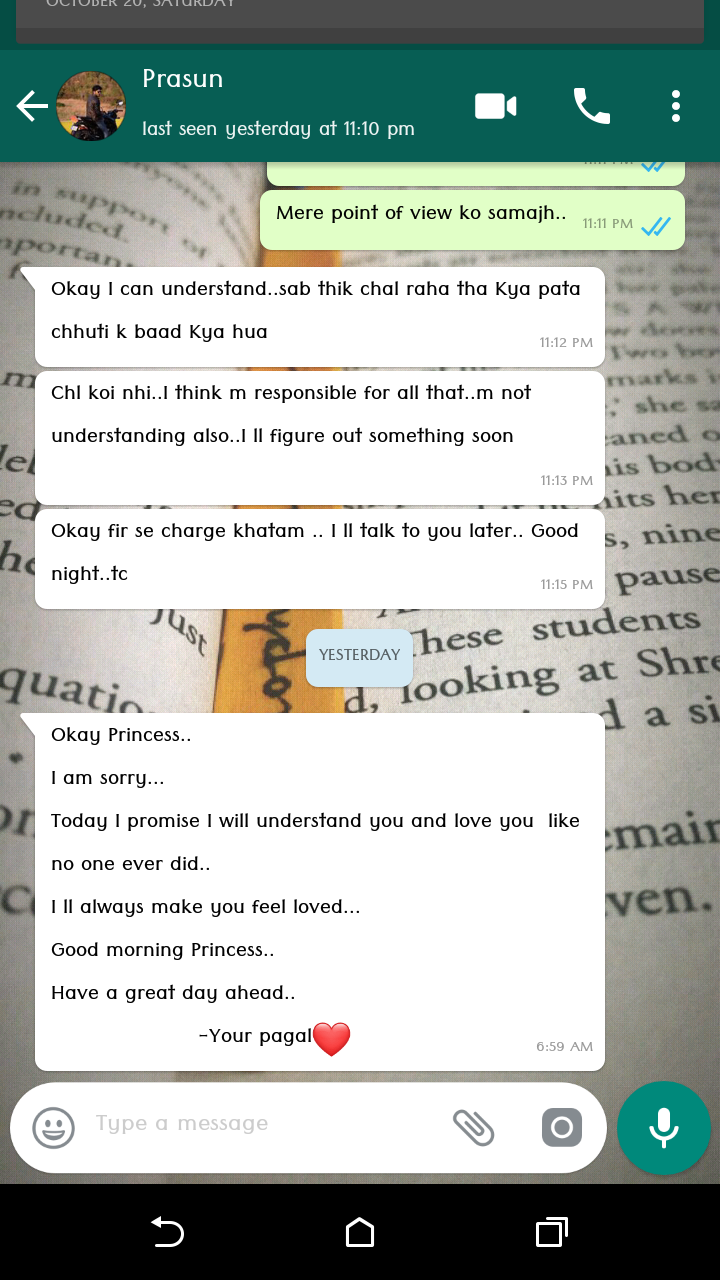 OCTOBER 20, SATURDAY
Prasun
last seen yesterday at 11:10 pm
Mere point of view ko samajh..
11:11 PM
Okay I can understand..sab thik chal raha tha Kya pata
chhuti k baad Kya hua
11:12 PM
Chl koi nhi..I think m responsible for all that..m not
understanding also..I ll figure out something soon
11:13 PM
Okay fir se charge khatam .. I ll talk to you later.. Good
night..tc
11:15 PM
YESTERDAY
Okay Princess..
I am sorry...
Today I promise I will understand you and love you  like
no one ever did..
I ll always make you feel loved...
Good morning Princess..
Have a great day ahead..
-Your pagal❤️
6:59 AM
Type a message